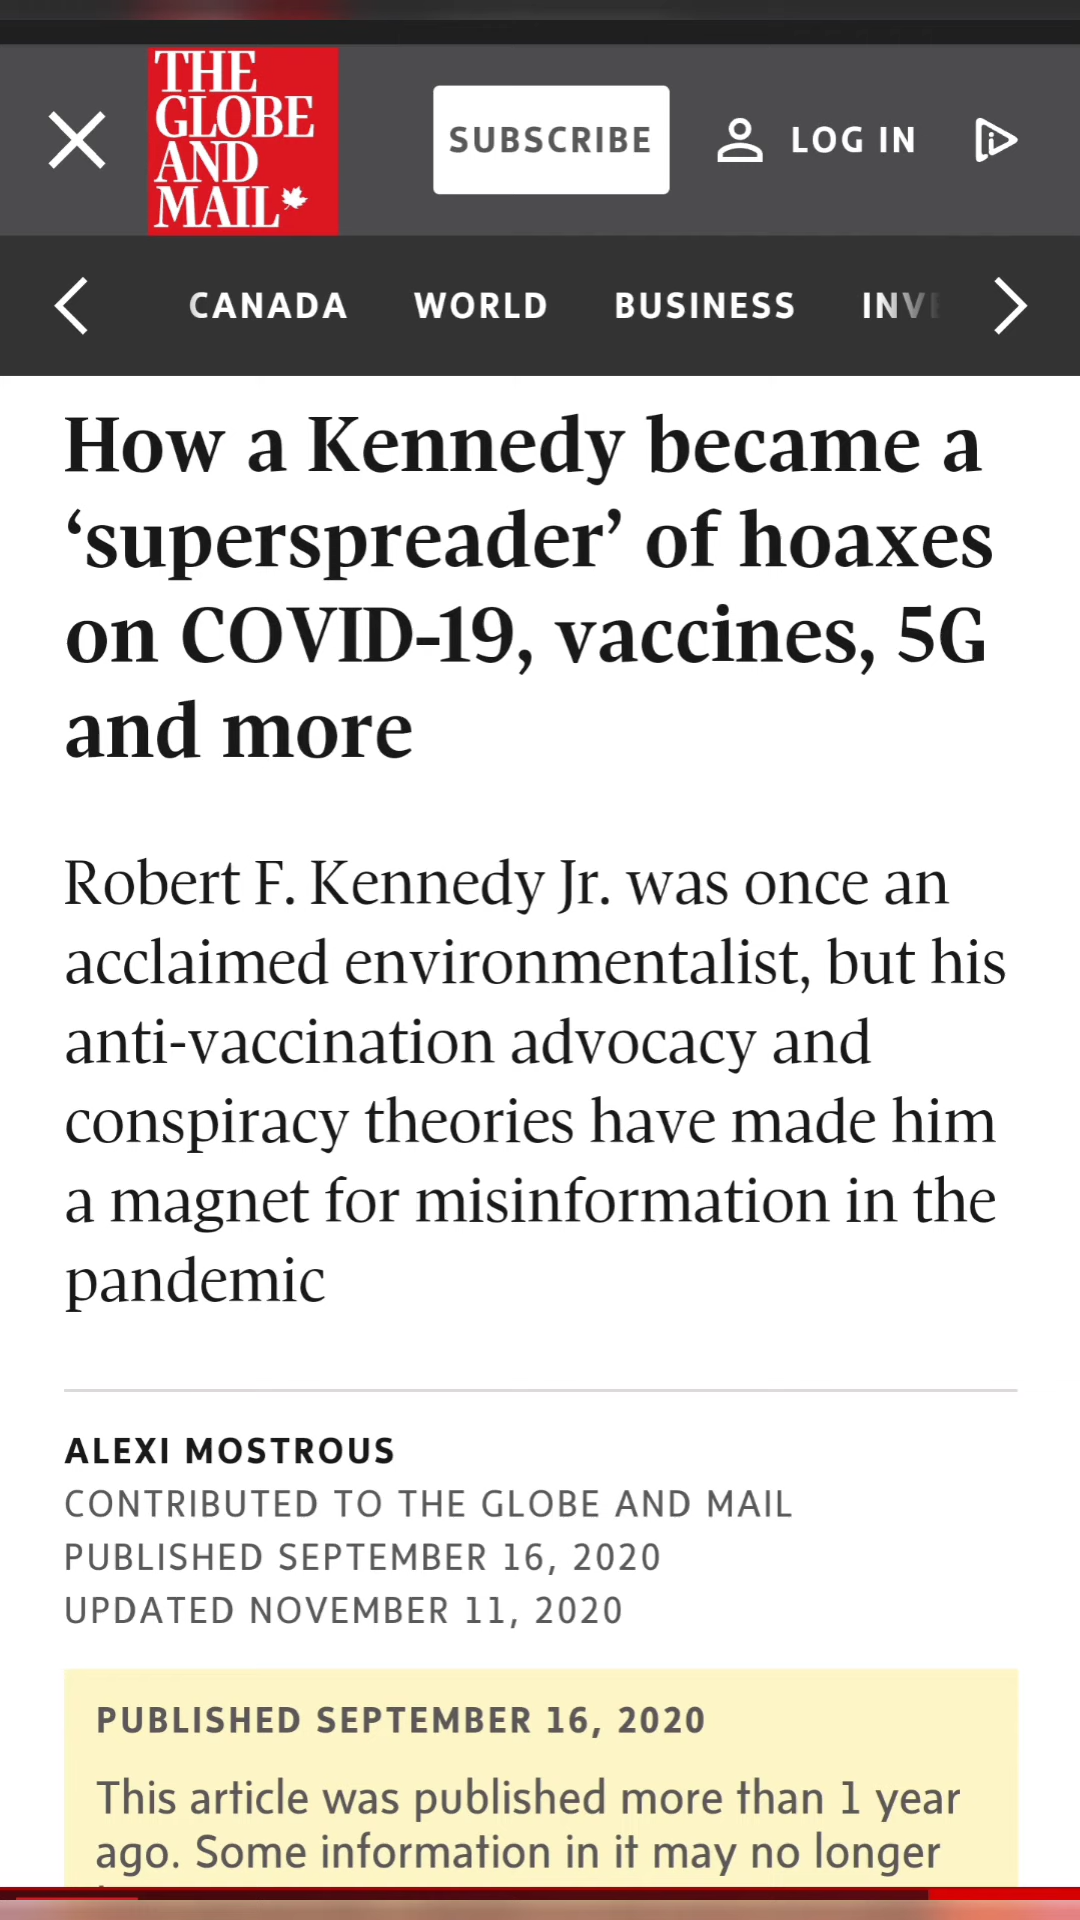 THE
GLOBE
AND
MAIL
SUBSCRIBE
LOG IN
CANADA WORLD BUSINESS INVE
How a Kennedy became a
‘superspreader’ of hoaxes
on COVID-19, vaccines, 5G
and more
Robert F. Kennedy Jr. was once an
acclaimed environmentalist, but his
anti-vaccination advocacy and
conspiracy theories have made him
a magnet for misinformation in the
pandemic
ALEXI MOSTROUS
CONTRIBUTED TO THE GLOBE AND MAIL
PUBLISHED SEPTEMBER 16, 2020
UPDATED NOVEMBER 11, 2020
PUBLISHED SEPTEMBER 16, 2020
This article was published more than 1 year
ago. Some information in it may no longer